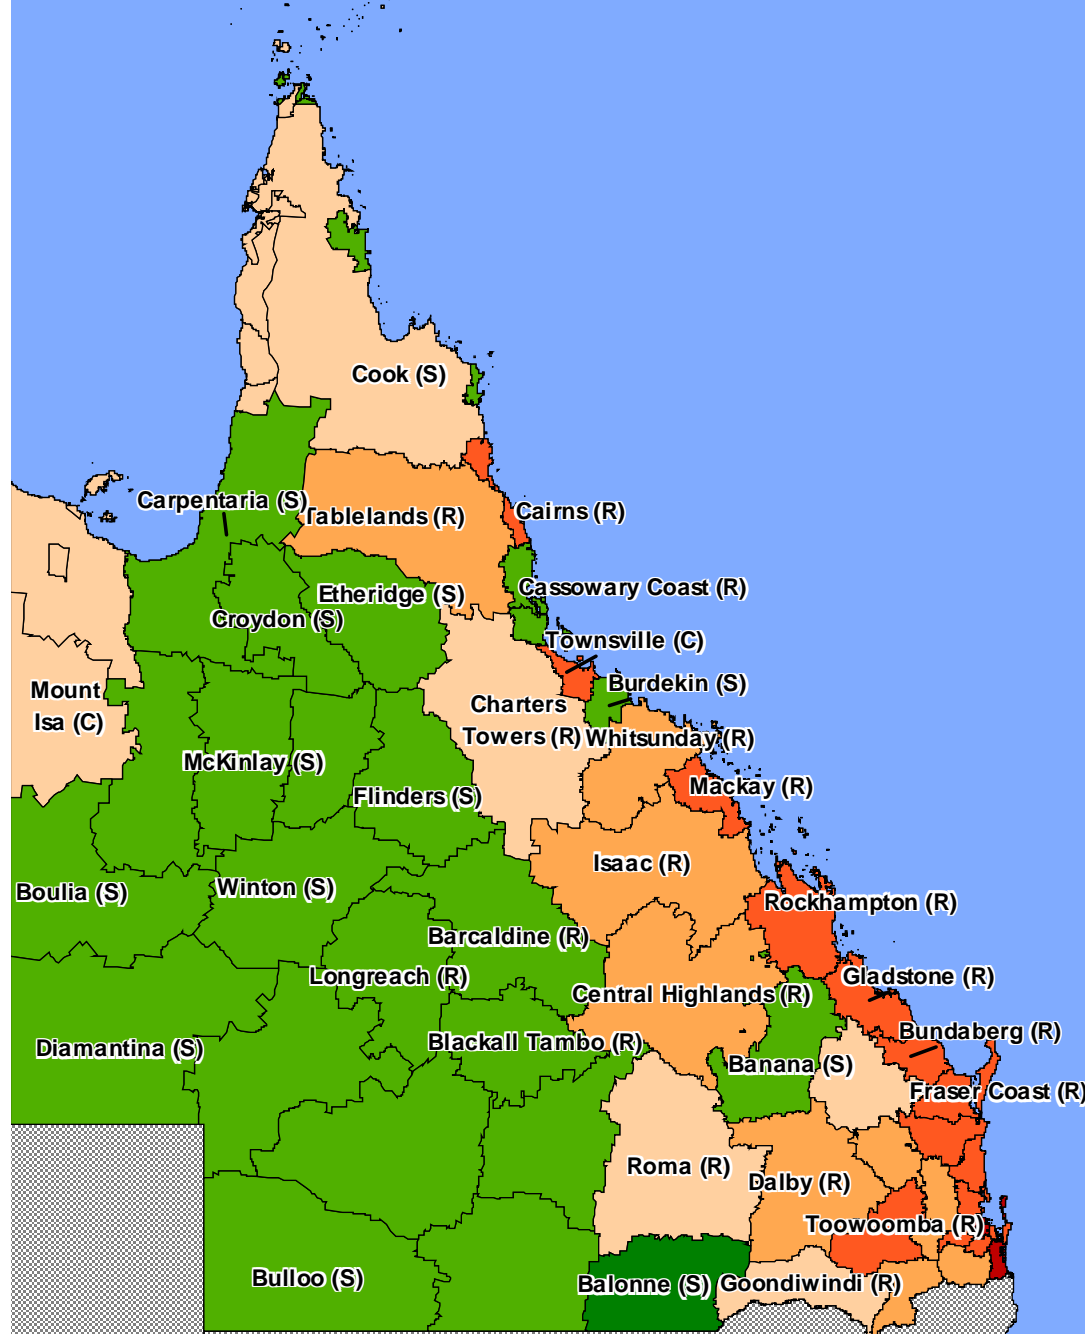 Cook (S)
Carpentaria (S)
Tablelands (R)
Cairns (R)
Etheridge (S)
Cassowary Coast (R)
Croydon (S)
Townsville (C)
Mount
Isa (C)
Burdekin (S)
Charters
Towers (R)
Whitsunday (R)
McKinlay (S)
Flinders (S)
Mackay (R)
Isaac (R)
Boulia (S)
Winton (S)
Rockhampton (R)
Barcaldine (R)
Longreach (R)
Gladstone (R)
Central Highlands (R)
Bundaberg (R)
Diamantina (S)
Blackall Tambo (R)
Banana (S)
Fraser Coast (R)
Roma (R)
Dalby (R)
Toowoomba (R)
Bulloo (S)
Balonne (S)
Goondiwindi (R)